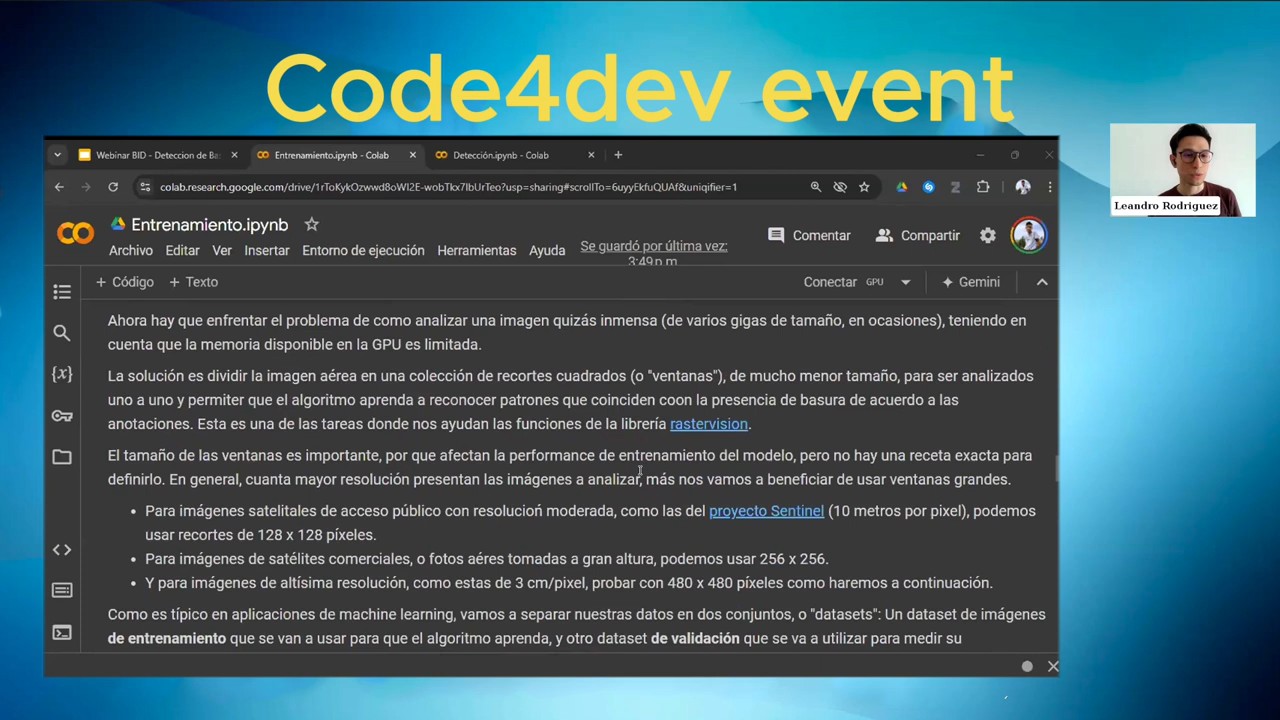 Code4dev event
Webinar BID - Deteccion de Ba
Entrenamiento.ipynb - Colab
Detección.ipynb - Colab
colab.research.google.com/drive/1rToKykOzwwd8oWI2E-wobTkx7IbUrTeo?usp=sharing#scrollTo=6uyyEkfuQUAf&uniqifier=1
Leandro Rodriguez
Entrenamiento.ipynb
Comentar
Compartir
Archivo Editar Ver Insertar Entorno de ejecución Herramientas Ayuda
Se guardó por última vez:
3:49 p.m.
+ Código + Texto
Conectar GPU
Gemini
Ahora hay que enfrentar el problema de como analizar una imagen quizás inmensa (de varios gigas de tamaño, en ocasiones), teniendo en
cuenta que la memoria disponible en la GPU es limitada.
La solución es dividir la imagen aérea en una colección de recortes cuadrados (o "ventanas"), de mucho menor tamaño, para ser analizados
uno a uno y permiter que el algoritmo aprenda a reconocer patrones que coinciden coon la presencia de basura de acuerdo a las
anotaciones. Esta es una de las tareas donde nos ayudan las funciones de la librería rastervision.
El tamaño de las ventanas es importante, por que afectan la performance de entrenamiento del modelo, pero no hay una receta exacta para
definirlo. En general, cuanta mayor resolución presentan las imágenes a analizar, más nos vamos a beneficiar de usar ventanas grandes.
• Para imágenes satelitales de acceso público con resolucioń moderada, como las del proyecto Sentinel (10 metros por pixel), podemos
usar recortes de 128 x 128 píxeles.
• Para imágenes de satélites comerciales, o fotos aéres tomadas a gran altura, podemos usar 256 x 256.
• Y para imágenes de altísima resolución, como estas de 3 cm/pixel, probar con 480 x 480 píxeles como haremos a continuación.
Como es típico en aplicaciones de machine learning, vamos a separar nuestras datos en dos conjuntos, o "datasets": Un dataset de imágenes
de entrenamiento que se van a usar para que el algoritmo aprenda, y otro dataset de validación que se va a utilizar para medir su